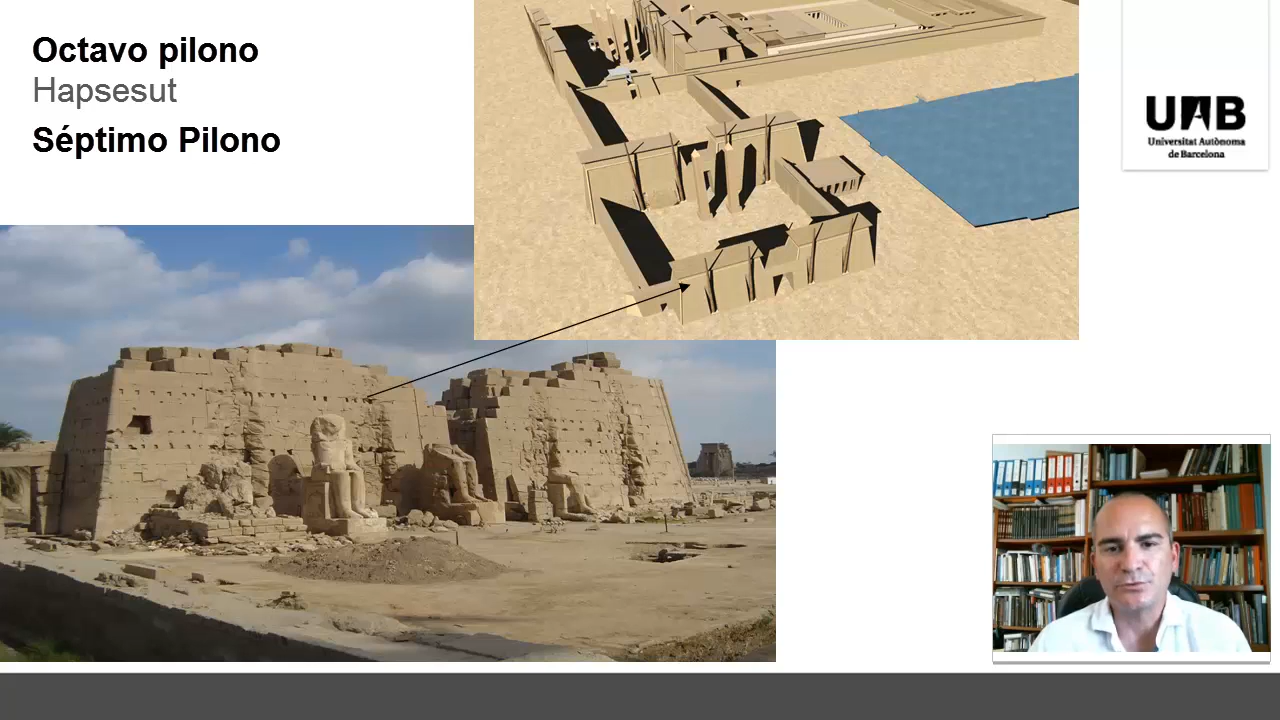 Octavo pilono
Hapsesut
Séptimo Pilono
UAB
Universitat Autònoma
de Barcelona